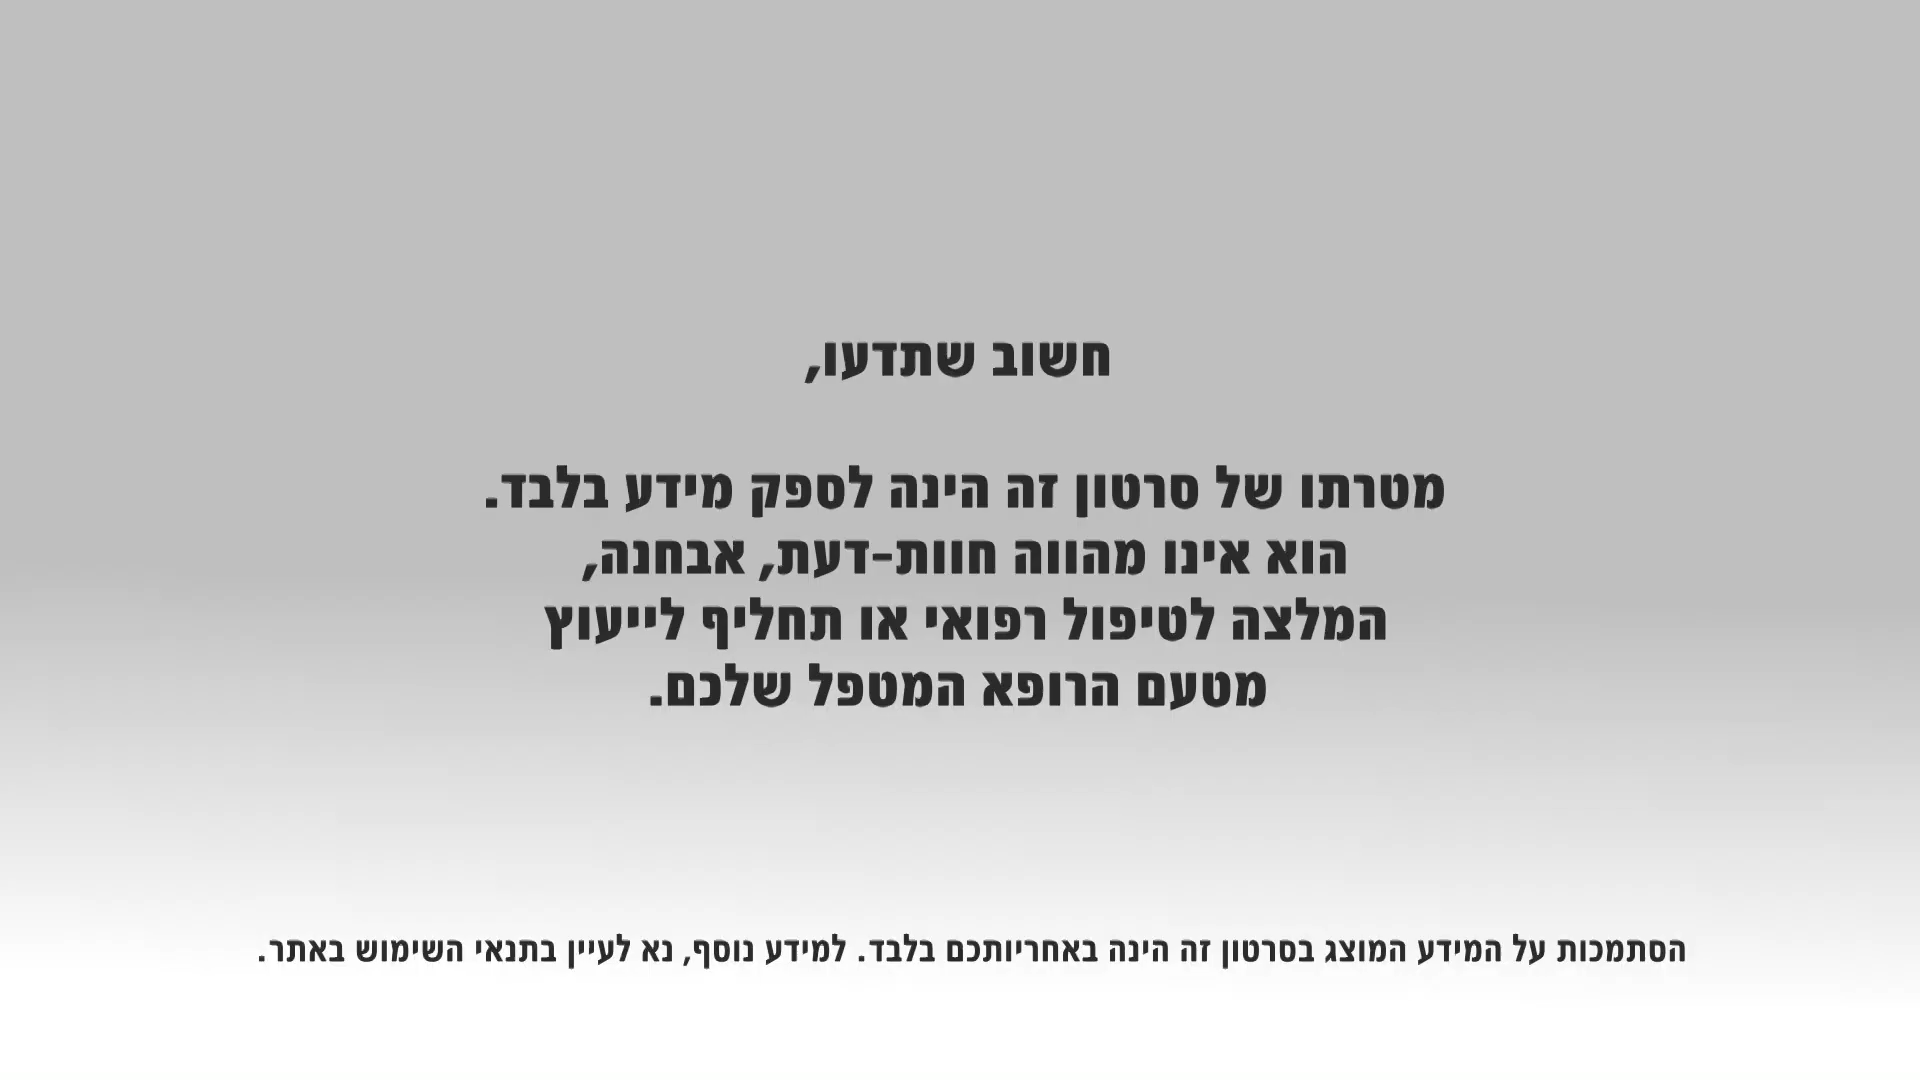 חשוב שתדעו,
מטרתו של סרטון זה הינה לספק מידע בלבד.
הוא אינו מהווה חוות-דעת, אבחנה,
המלצה לטיפול רפואי או תחליף לייעוץ
מטעם הרופא המטפל שלכם.
הסתמכות על המידע המוצג בסרטון זה הינה באחריותכם בלבד. למידע נוסף, נא לעיין בתנאי השימוש באתר.